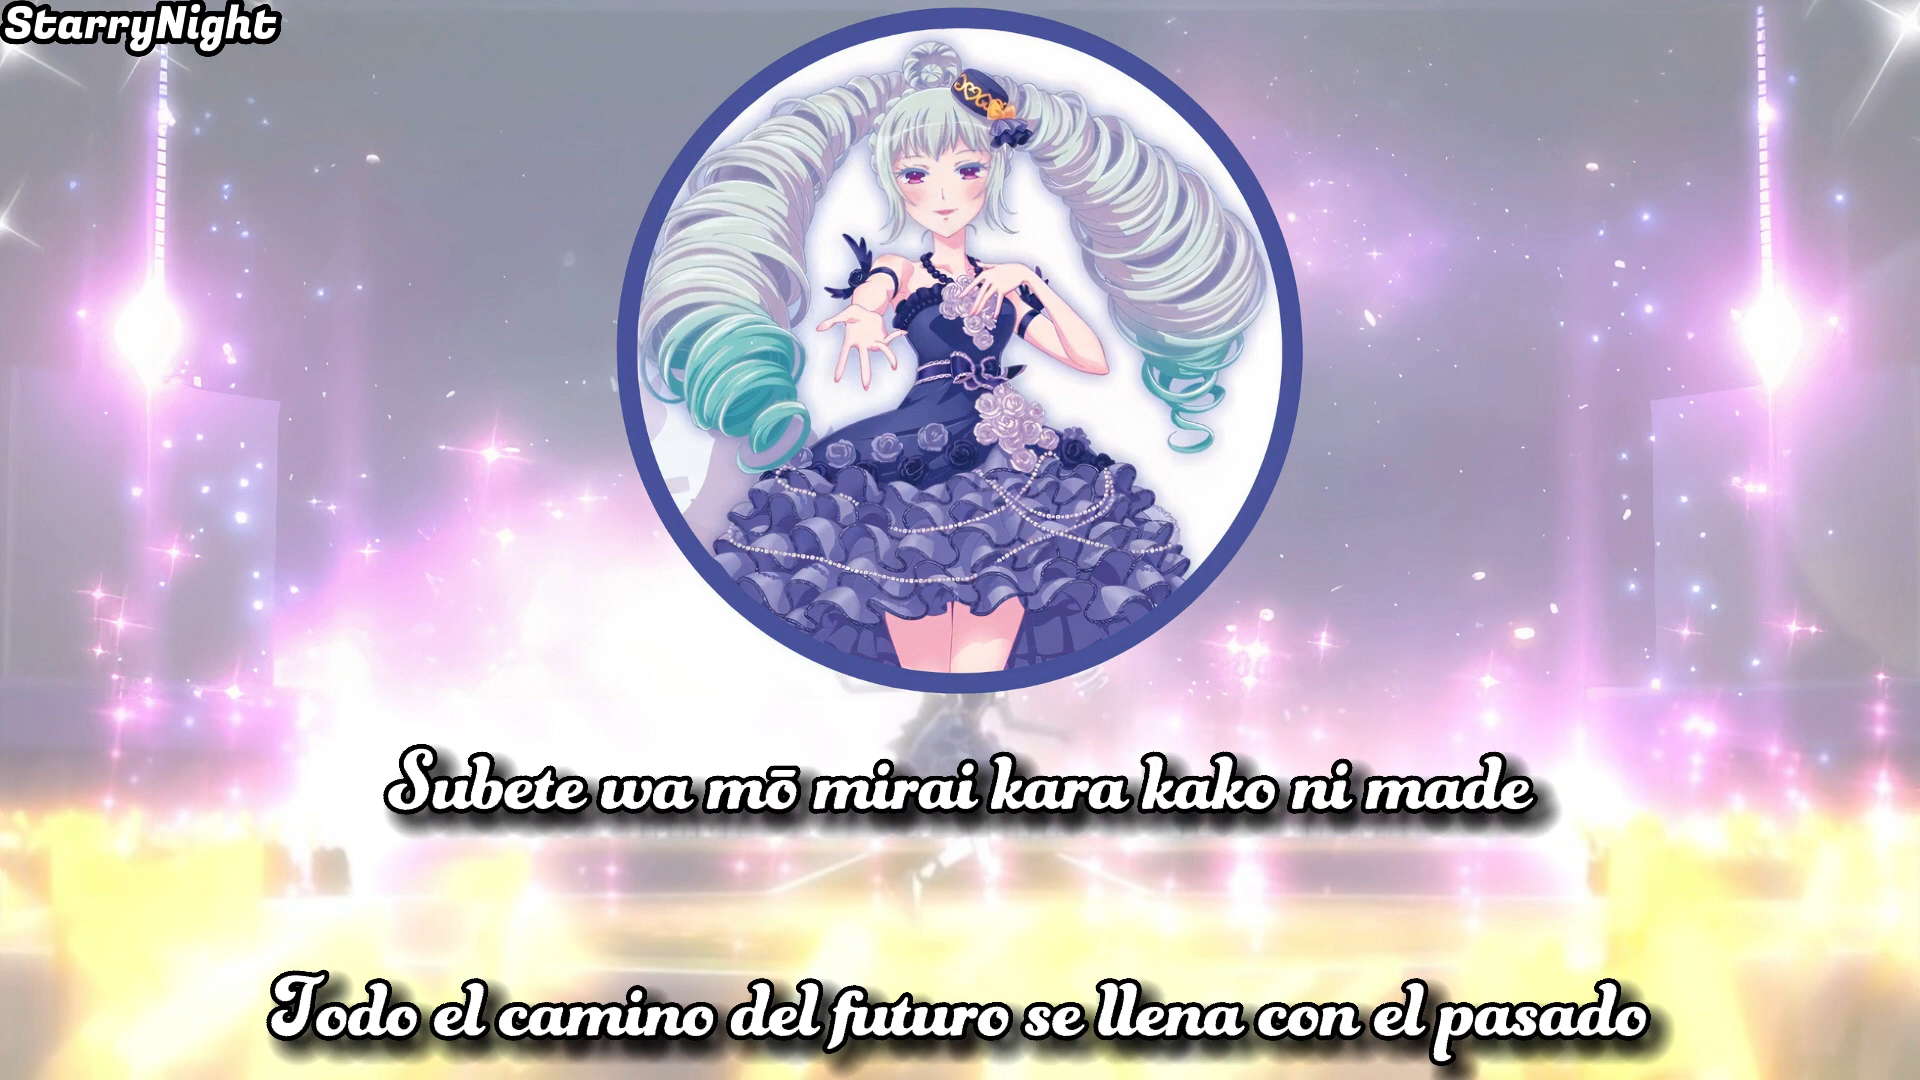 StarryNight
Subete wa mō mirai kara kako ni made
Todo el camino del futuro se llena con el pasado